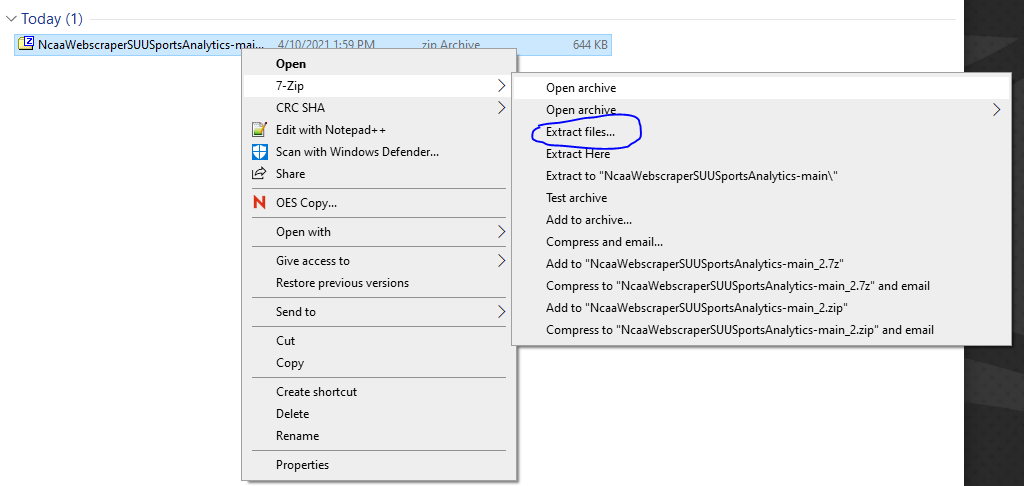 Today (1)
NcaaWebscraperSUUSportsAnalytics-mai... 4/10/2021 1:59 PM zip Archive 644 KB
Open
7-Zip
CRC SHA
Edit with Notepad++
Scan with Windows Defender...
Share
OES Copy...
Open with
Give access to
Restore previous versions
Send to
Cut
Copy
Create shortcut
Delete
Rename
Properties
Open archive
Open archive
Extract files...
Extract Here
Extract to "NcaaWebscraperSUUSportsAnalytics-main\"
Test archive
Add to archive...
Compress and email...
Add to "NcaaWebscraperSUUSportsAnalytics-main_2.7z"
Compress to "NcaaWebscraperSUUSportsAnalytics-main_2.7z" and email
Add to "NcaaWebscraperSUUSportsAnalytics-main_2.zip"
Compress to "NcaaWebscraperSUUSportsAnalytics-main_2.zip" and email